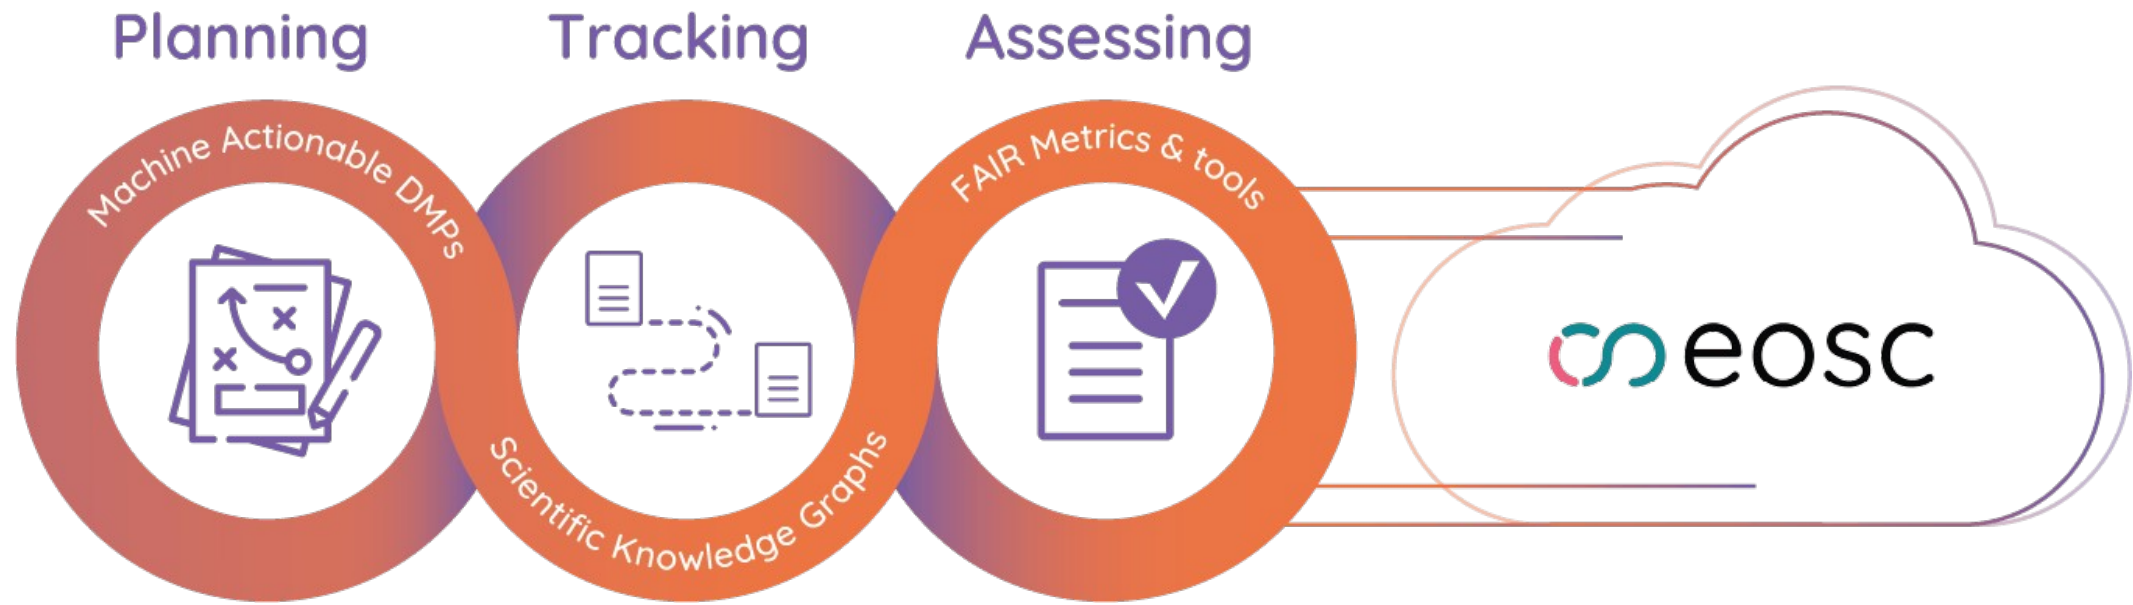 Planning
Tracking
Assessing
Machine Actionable DMPs
Scientific Knowledge Graphs
FAIR Metrics & tools
eosc